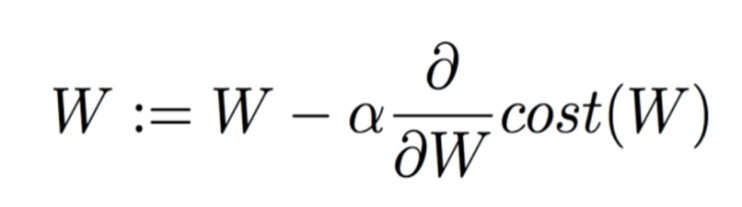 W := W − α ∂/∂W cost(W)